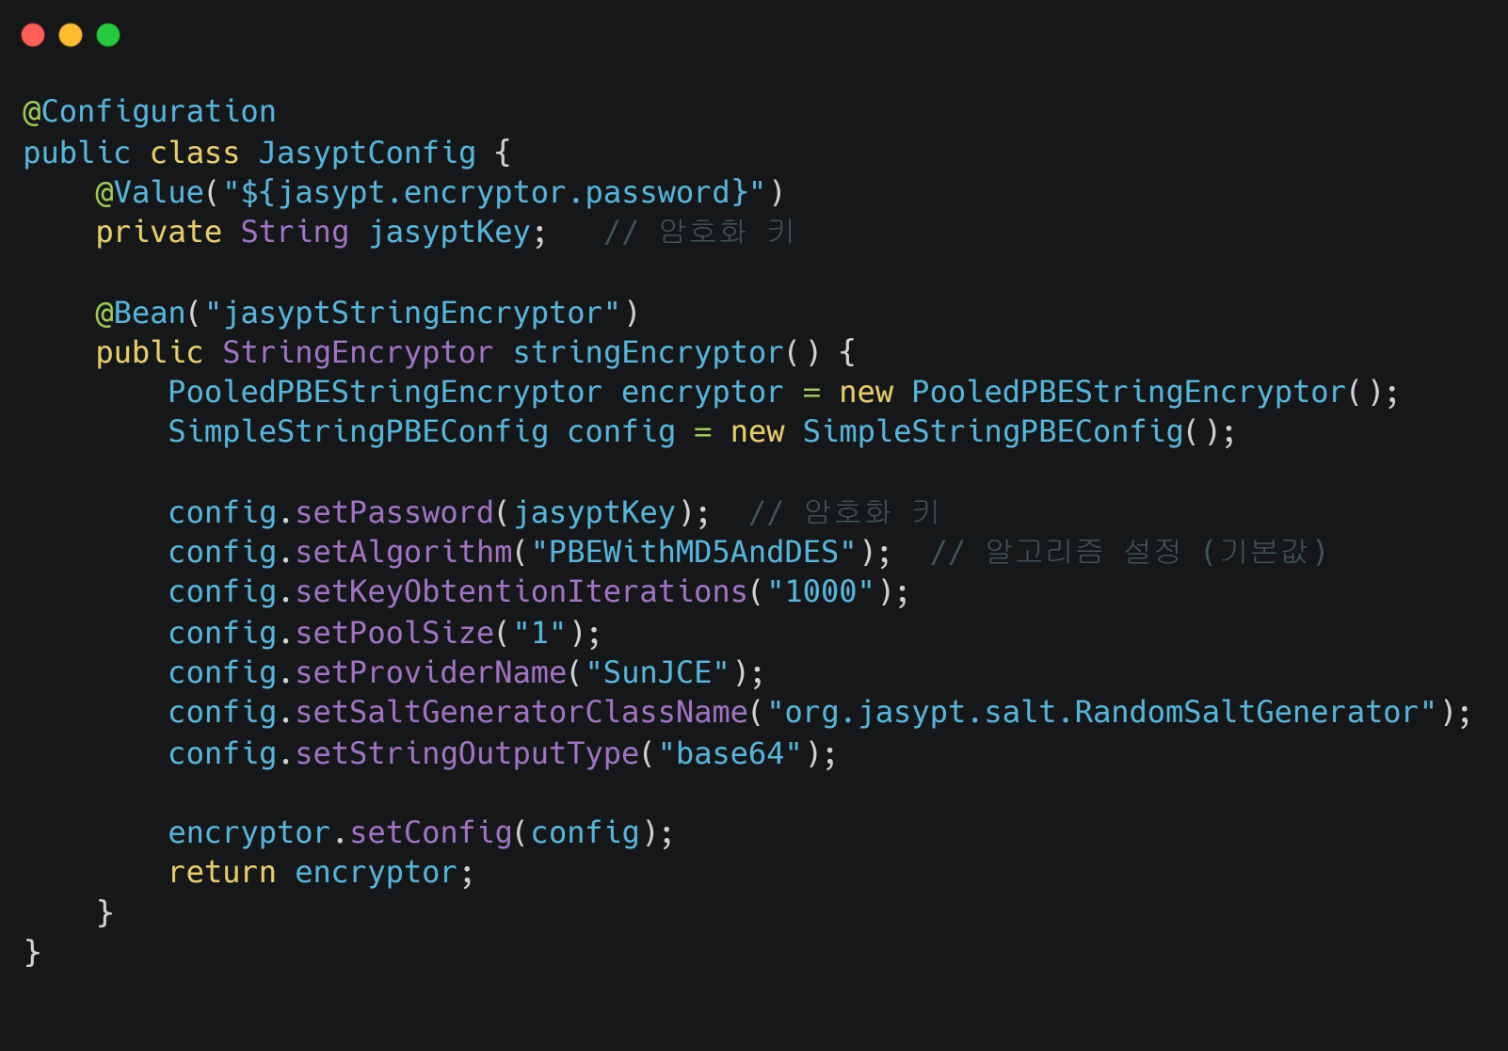 @Configuration
public class JasyptConfig {
    @Value("${jasypt.encryptor.password}")
    private String jasyptKey;   // 암호화 키
    @Bean("jasyptStringEncryptor")
    public StringEncryptor stringEncryptor() {
        PooledPBEStringEncryptor encryptor = new PooledPBEStringEncryptor();
        SimpleStringPBEConfig config = new SimpleStringPBEConfig();
        config.setPassword(jasyptKey);  // 암호화 키
        config.setAlgorithm("PBEWithMD5AndDES");  // 알고리즘 설정 (기본값)
        config.setKeyObtentionIterations("1000");
        config.setPoolSize("1");
        config.setProviderName("SunJCE");
        config.setSaltGeneratorClassName("org.jasypt.salt.RandomSaltGenerator");
        config.setStringOutputType("base64");
        encryptor.setConfig(config);
        return encryptor;
    }
}